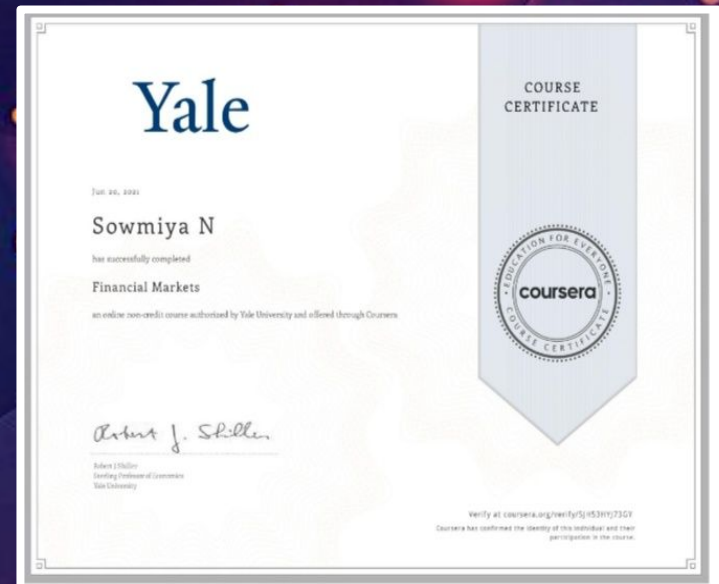 Yale
COURSE
CERTIFICATE
Sowmiya N
has successfully completed
Financial Markets
an online non-credit course authorized by Yale University and offered through Coursera
EDUCATION FOR EVERYONE
coursera
COURSE CERTIFICATE
Robert J. Shiller
Robert J. Shiller
Sterling Professor of Economics
Yale University
Verify at coursera.org/verify/
Coursera has confirmed the identity of this individual and their
participation in the course.